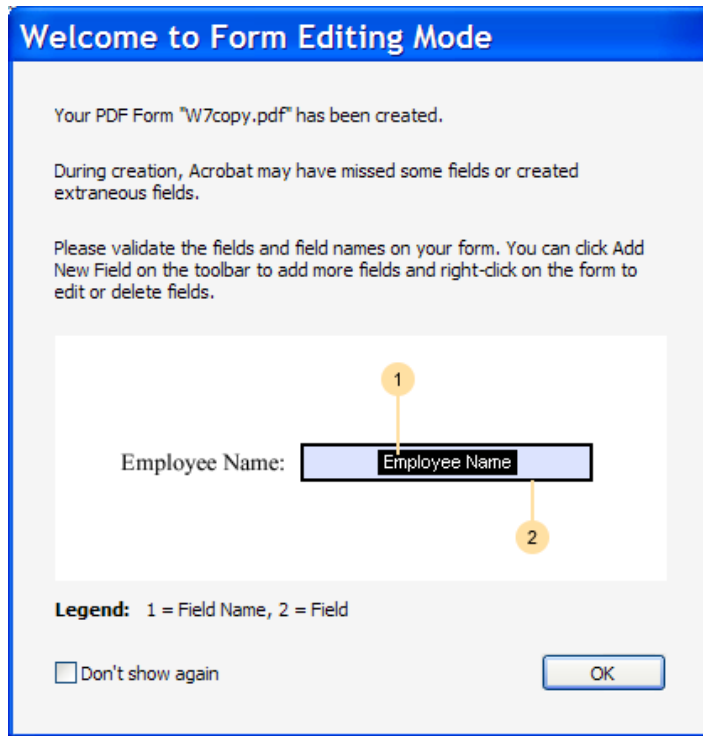 Welcome to Form Editing Mode
Your PDF Form "W7copy.pdf" has been created.
During creation, Acrobat may have missed some fields or created
extraneous fields.
Please validate the fields and field names on your form. You can click Add
New Field on the toolbar to add more fields and right-click on the form to
edit or delete fields.
1
Employee Name: Employee Name
2
Legend: 1 = Field Name, 2 = Field
Don't show again OK